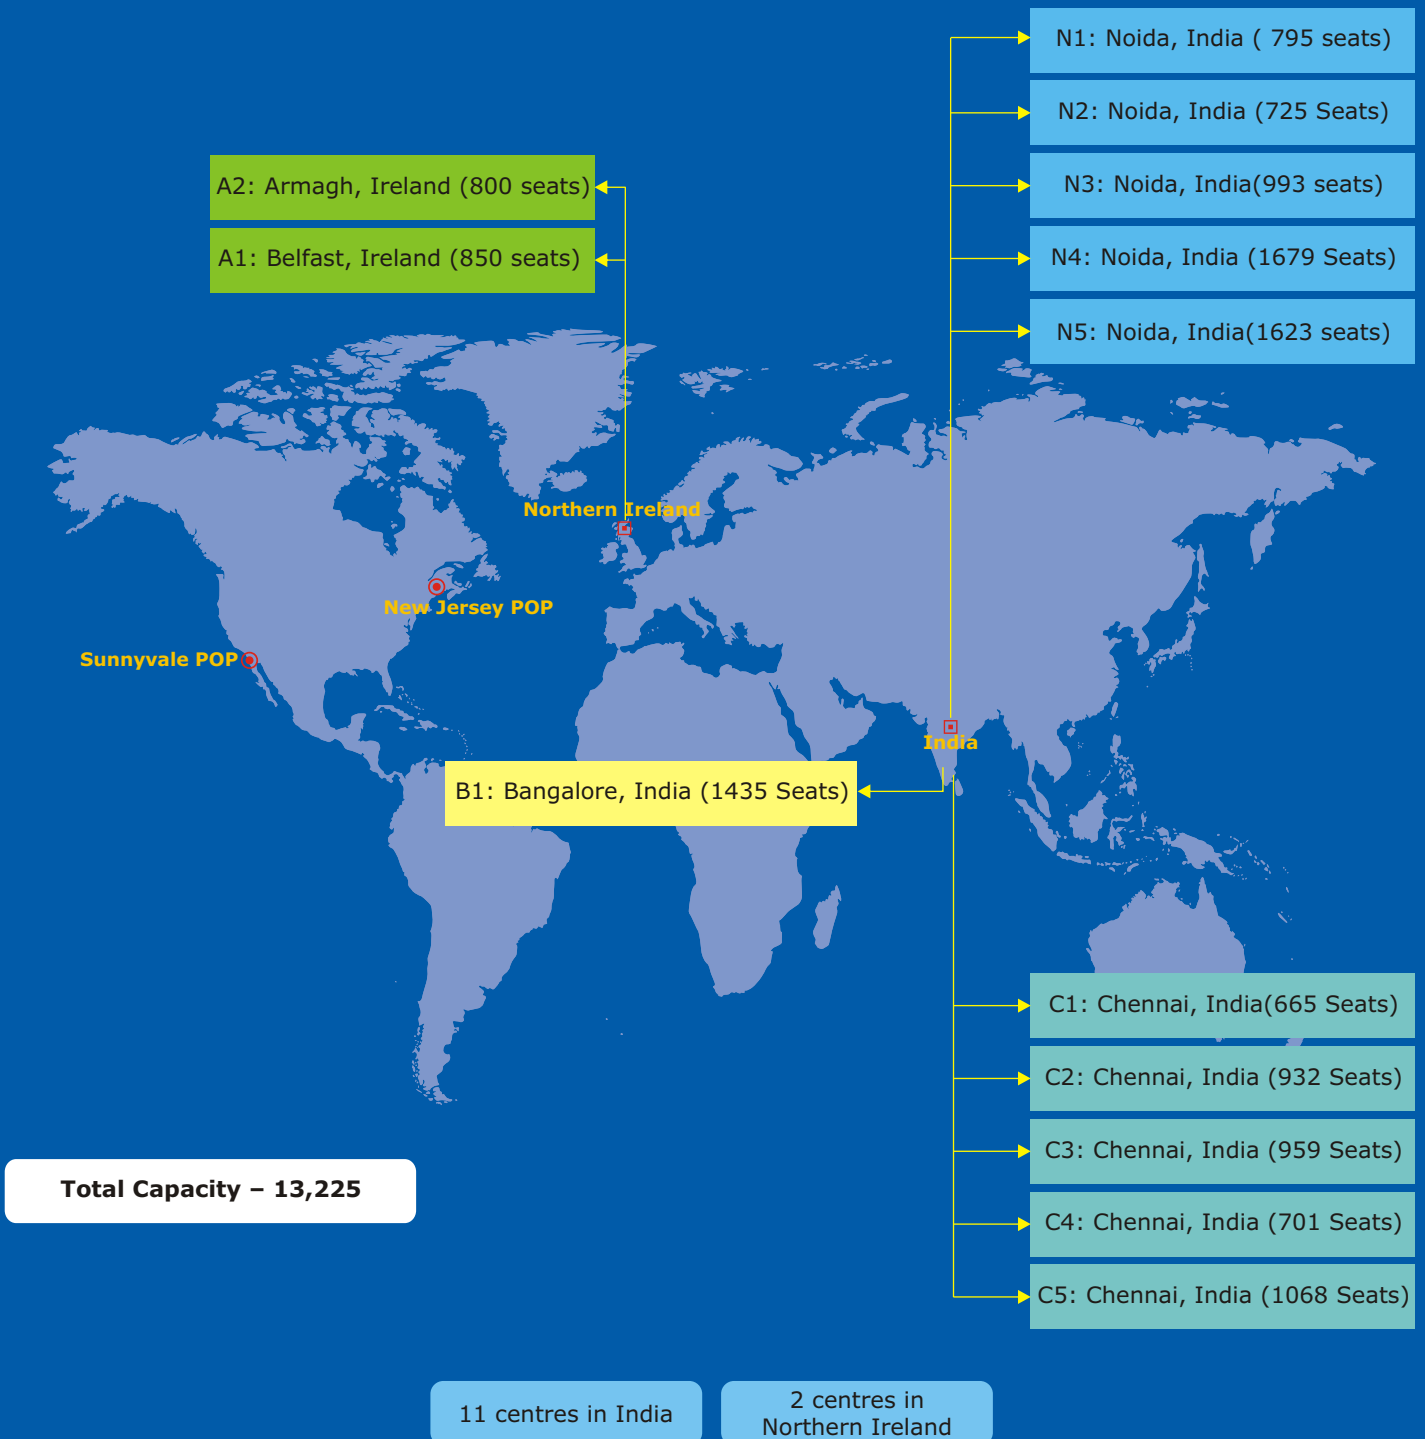 N1: Noida, India ( 795 seats)
N2: Noida, India (725 Seats)
N3: Noida, India(993 seats)
N4: Noida, India (1679 Seats)
N5: Noida, India(1623 seats)
A2: Armagh, Ireland (800 seats)
A1: Belfast, Ireland (850 seats)
Northern Ireland
New Jersey POP
Sunnyvale POP
India
B1: Bangalore, India (1435 Seats)
C1: Chennai, India(665 Seats)
C2: Chennai, India (932 Seats)
C3: Chennai, India (959 Seats)
C4: Chennai, India (701 Seats)
C5: Chennai, India (1068 Seats)
Total Capacity – 13,225
11 centres in India
2 centres in
Northern Ireland